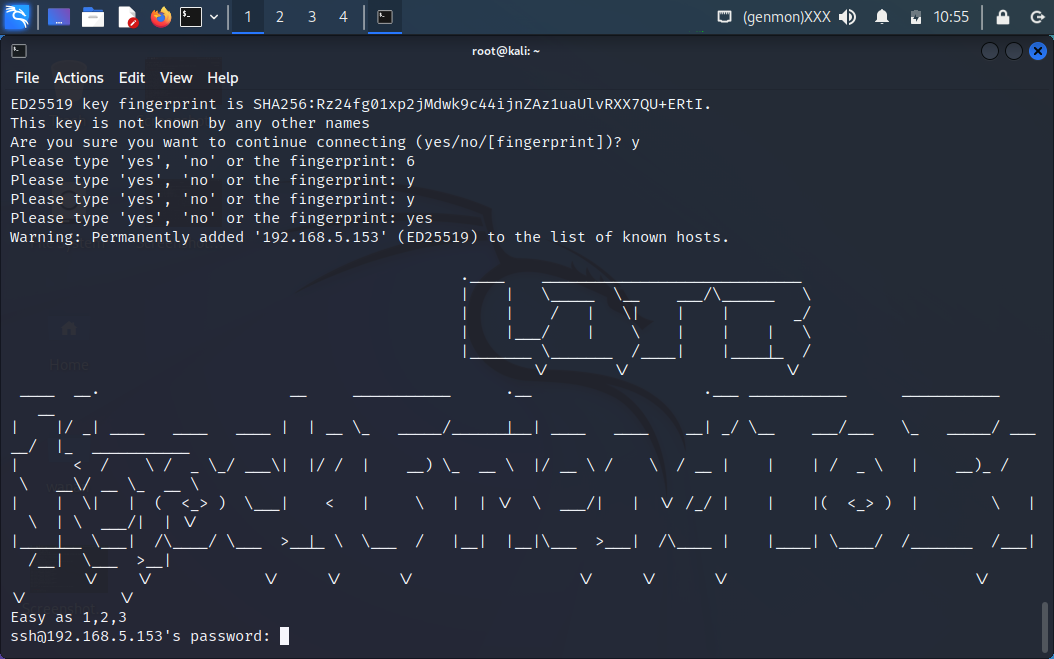 1 2 3 4 (genmon)XXX 10:55
root@kali: ~
File Actions Edit View Help
ED25519 key fingerprint is SHA256:Rz24fg01xp2jMdwk9c44ijnZAz1uaUlvRXX7QU+ERtI.
This key is not known by any other names
Are you sure you want to continue connecting (yes/no/[fingerprint])? y
Please type 'yes', 'no' or the fingerprint: 6
Please type 'yes', 'no' or the fingerprint: y
Please type 'yes', 'no' or the fingerprint: y
Please type 'yes', 'no' or the fingerprint: yes
Warning: Permanently added '192.168.5.153' (ED25519) to the list of known hosts.
LOTR
Easy as 1,2,3
ssh@192.168.5.153's password: